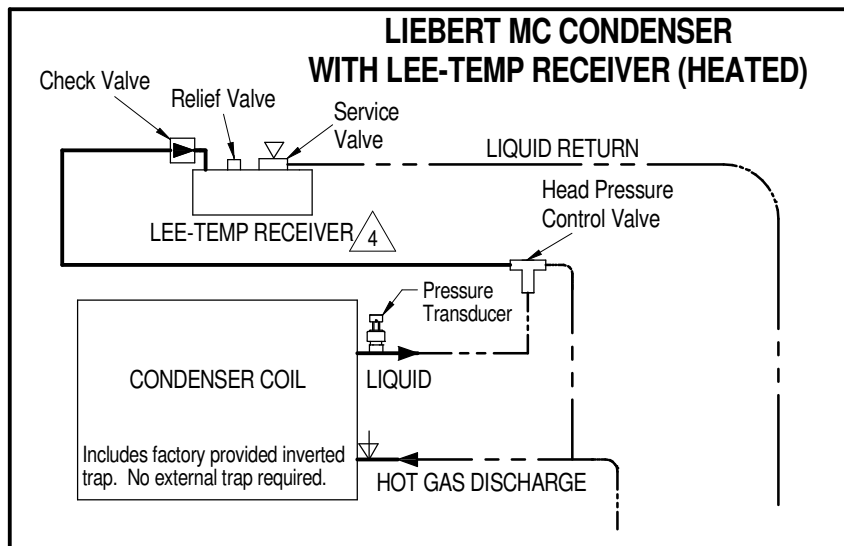 LIEBERT MC CONDENSER
WITH LEE-TEMP RECEIVER (HEATED)
Check Valve
Relief Valve
Service
Valve
LIQUID RETURN
Head Pressure
Control Valve
LEE-TEMP RECEIVER
4
Pressure
Transducer
CONDENSER COIL
LIQUID
Includes factory provided inverted
trap. No external trap required.
HOT GAS DISCHARGE